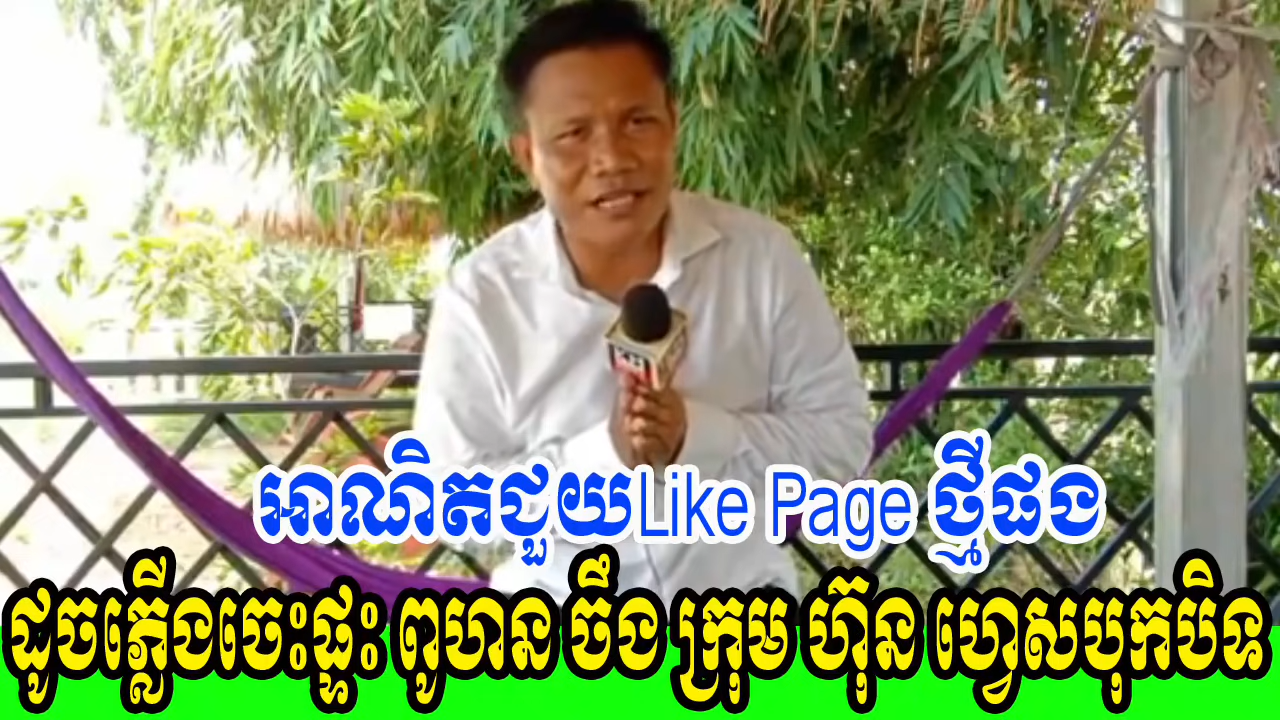 KH
អាណិតជួយLike Page ថ្មីផង
ដូចភ្លើងចេះផ្ទះ ពូហាន ចឹង ក្រុម ហ៊ុន ហ្វេសបុកបិទ